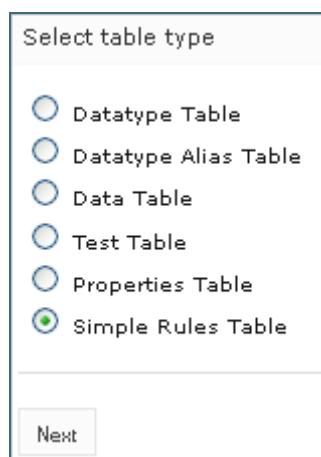 Select table type
Datatype Table
Datatype Alias Table
Data Table
Test Table
Properties Table
Simple Rules Table
Next